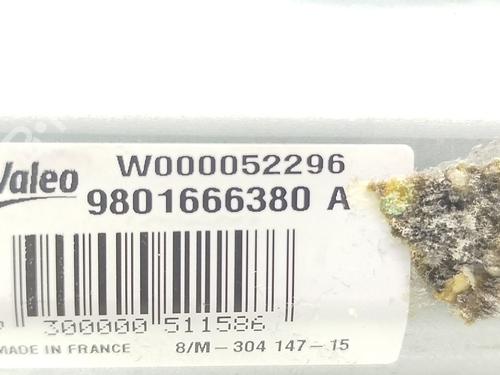 Valeo
W000052296
9801666380 A
300000 511586
MADE IN FRANCE 8/M-304 147-15